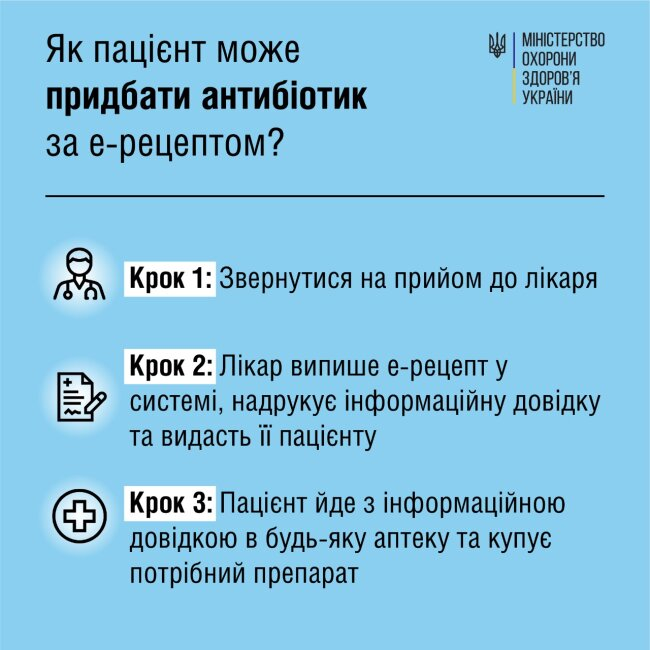 Як пацієнт може
придбати антибіотик
за е-рецептом?
МІНІСТЕРСТВО
ОХОРОНИ
ЗДОРОВ'Я
УКРАЇНИ
Крок 1: Звернутися на прийом до лікаря
Крок 2: Лікар випише е-рецепт у
системі, надрукує інформаційну довідку
та видасть її пацієнту
Крок 3: Пацієнт йде з інформаційною
довідкою в будь-яку аптеку та купує
потрібний препарат